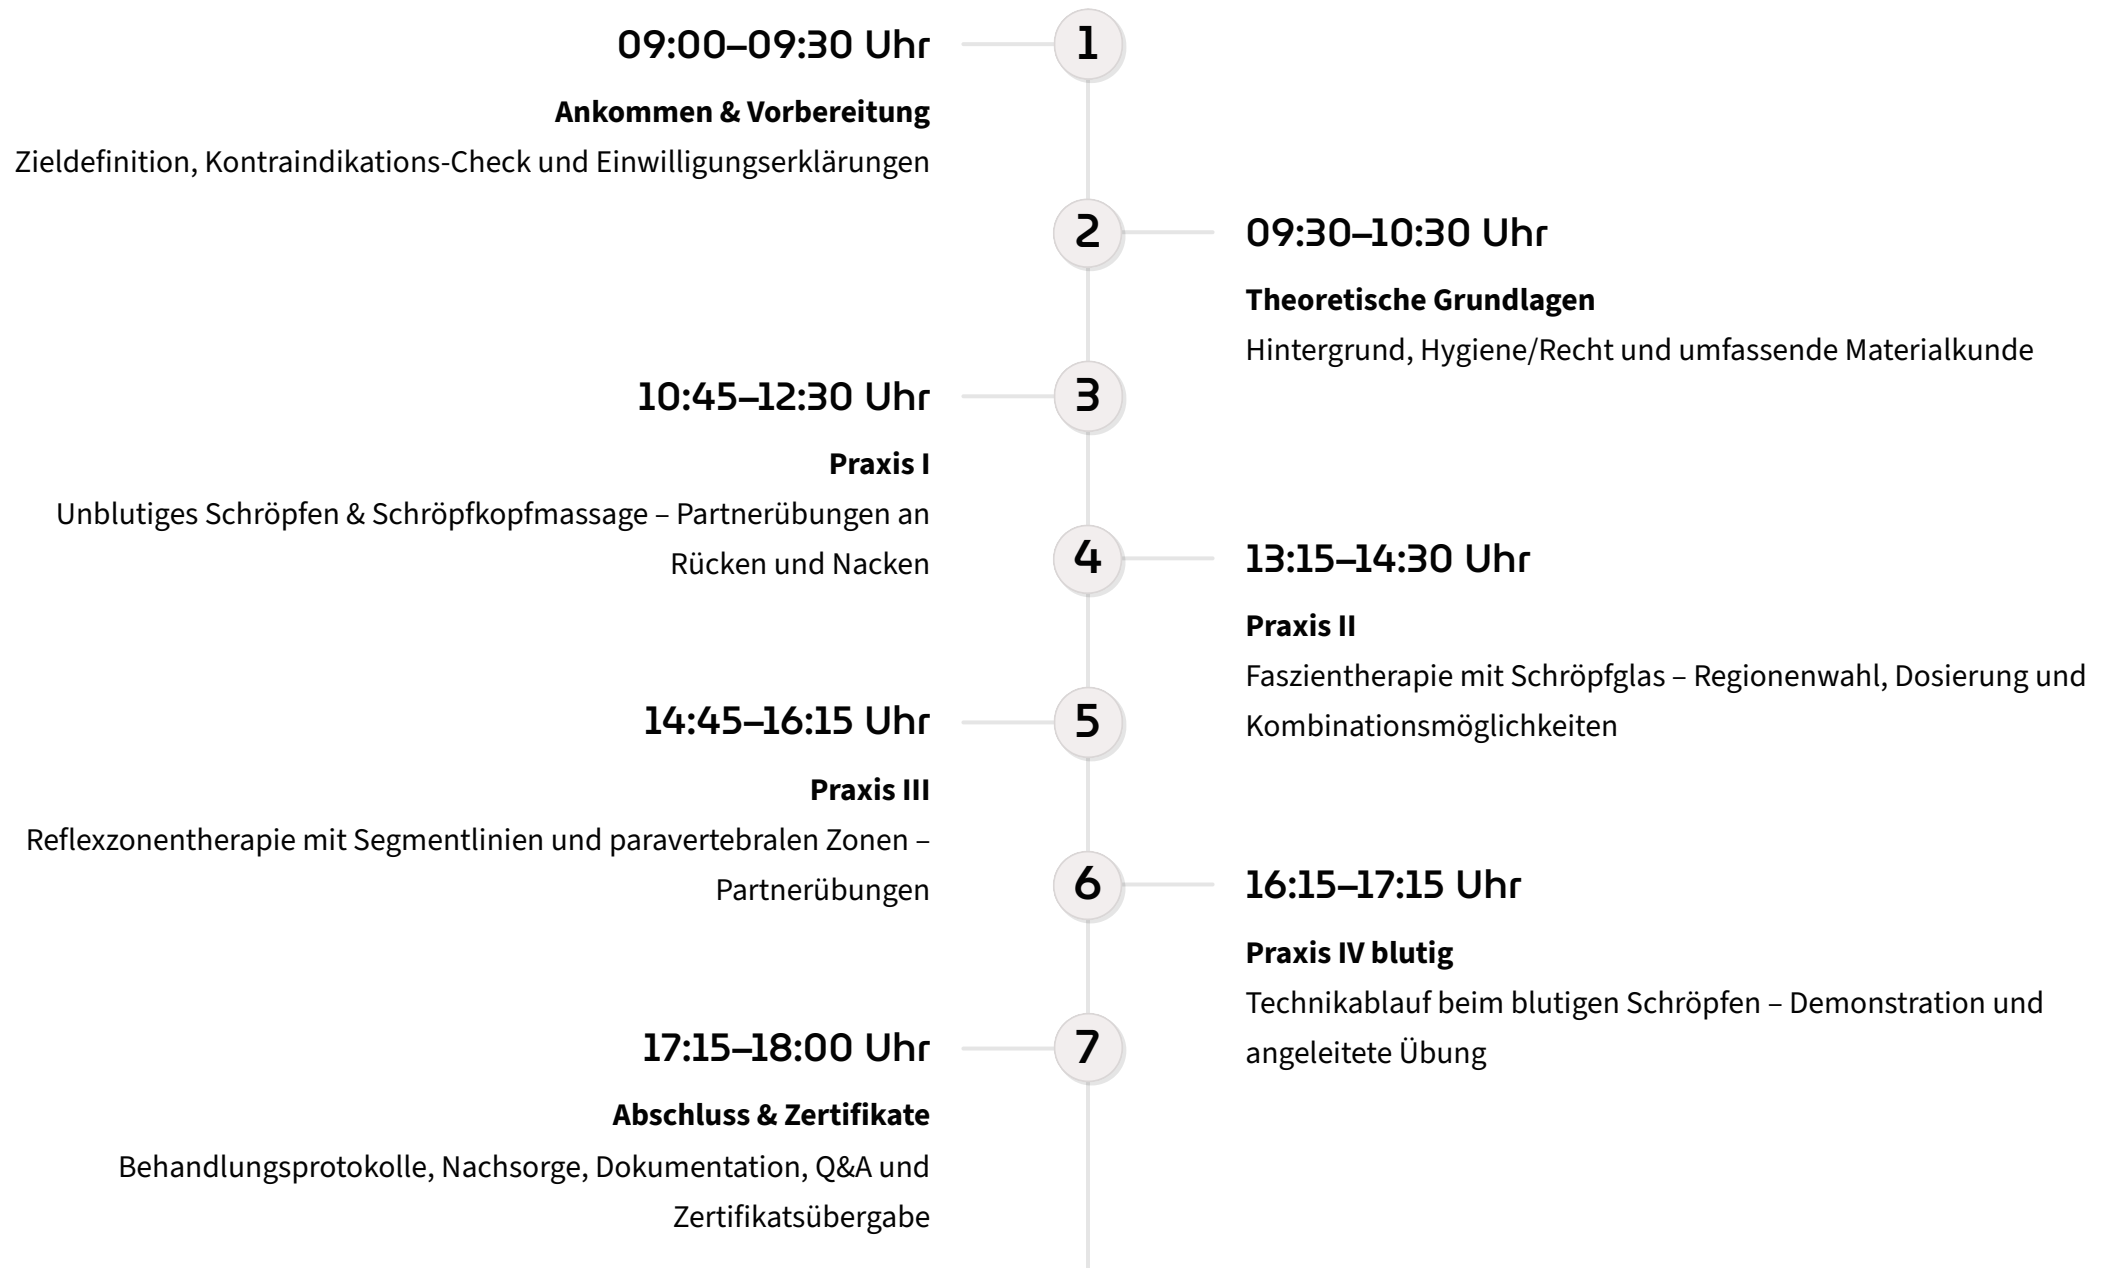 1
09:00–09:30 Uhr
Ankommen & Vorbereitung
Zieldefinition, Kontraindikations-Check und Einwilligungserklärungen
2
09:30–10:30 Uhr
Theoretische Grundlagen
Hintergrund, Hygiene/Recht und umfassende Materialkunde
3
10:45–12:30 Uhr
Praxis I
Unblutiges Schröpfen & Schröpfkopfmassage – Partnerübungen an
Rücken und Nacken
4
13:15–14:30 Uhr
Praxis II
Faszientherapie mit Schröpfglas – Regionenwahl, Dosierung und
Kombinationsmöglichkeiten
5
14:45–16:15 Uhr
Praxis III
Reflexzonentherapie mit Segmentlinien und paravertebralen Zonen –
Partnerübungen
6
16:15–17:15 Uhr
Praxis IV blutig
Technikablauf beim blutigen Schröpfen – Demonstration und
angeleitete Übung
7
17:15–18:00 Uhr
Abschluss & Zertifikate
Behandlungsprotokolle, Nachsorge, Dokumentation, Q&A und
Zertifikatsübergabe